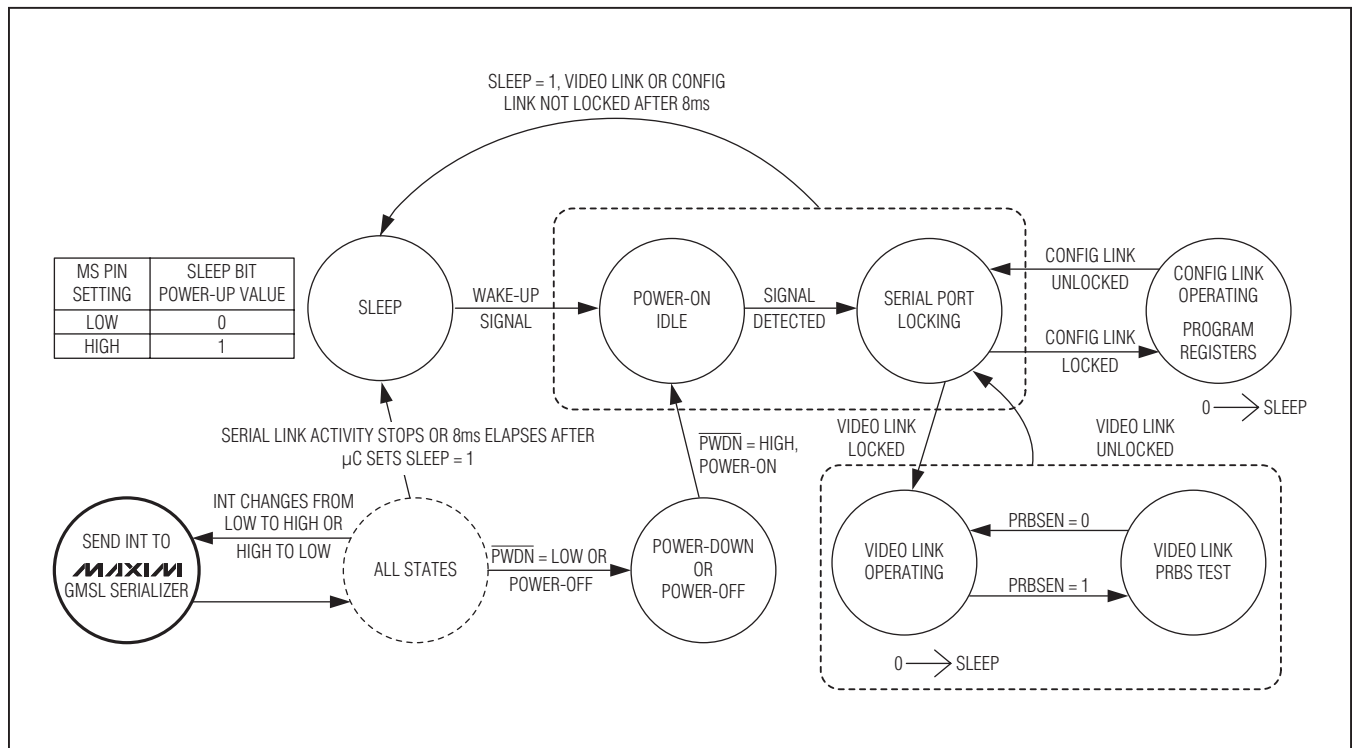 SLEEP = 1, VIDEO LINK OR CONFIG
LINK NOT LOCKED AFTER 8ms
MS PIN
SETTING
SLEEP BIT
POWER-UP VALUE
LOW
0
HIGH
1
SLEEP
WAKE-UP
SIGNAL
POWER-ON
IDLE
SIGNAL
DETECTED
SERIAL PORT
LOCKING
CONFIG LINK
UNLOCKED
CONFIG LINK
LOCKED
CONFIG LINK
OPERATING
PROGRAM
REGISTERS
0 → SLEEP
SERIAL LINK ACTIVITY STOPS OR 8ms ELAPSES AFTER
µC SETS SLEEP = 1
PWDN = HIGH,
POWER-ON
VIDEO LINK
LOCKED
VIDEO LINK
UNLOCKED
INT CHANGES FROM
LOW TO HIGH OR
HIGH TO LOW
SEND INT TO
MAXIM
GMSL SERIALIZER
ALL STATES
PWDN = LOW OR
POWER-OFF
POWER-DOWN
OR
POWER-OFF
VIDEO LINK
OPERATING
PRBSEN = 0
PRBSEN = 1
VIDEO LINK
PRBS TEST
0 → SLEEP